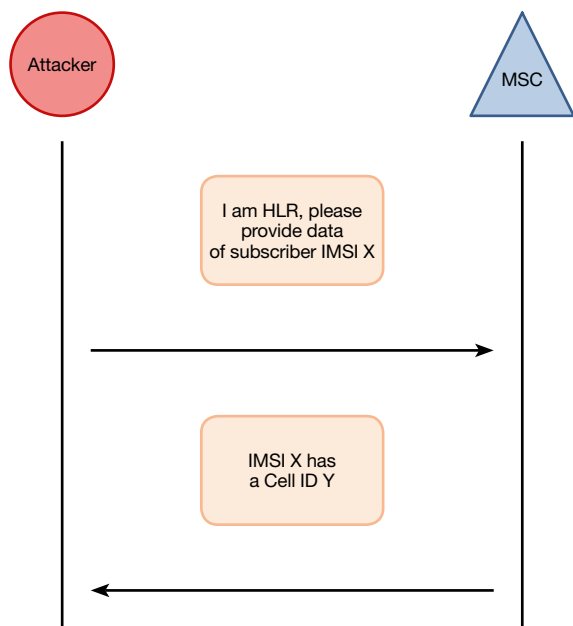 Attacker
MSC
I am HLR, please
provide data
of subscriber IMSI X
IMSI X has
a Cell ID Y